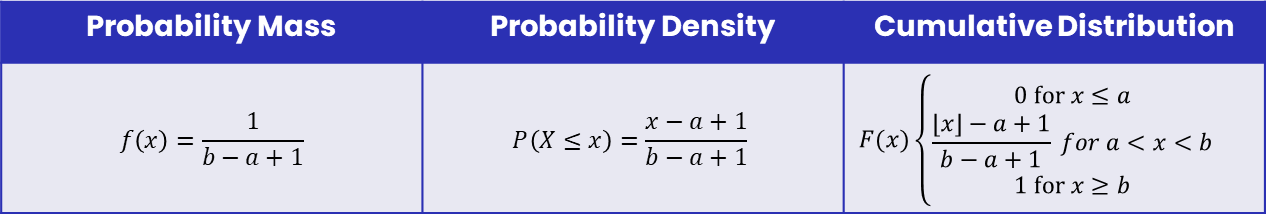 Probability Mass
Probability Density
Cumulative Distribution
f(x) = 1 / (b − a + 1)
P(X ≤ x) = (x − a + 1) / (b − a + 1)
F(x) {
0 for x ≤ a
(⌊x⌋ − a + 1) / (b − a + 1) for a < x < b
1 for x ≥ b